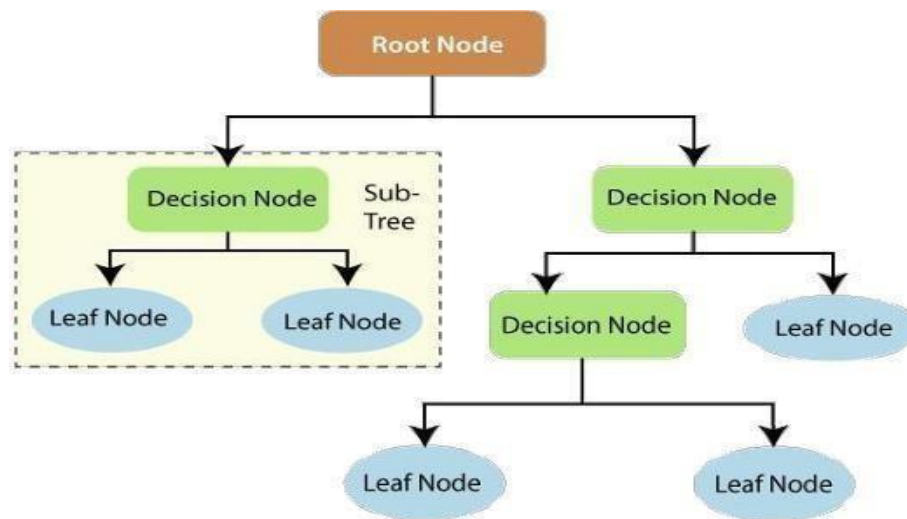 Root Node
Decision Node
Sub-
Tree
Decision Node
Leaf Node
Leaf Node
Decision Node
Leaf Node
Leaf Node
Leaf Node